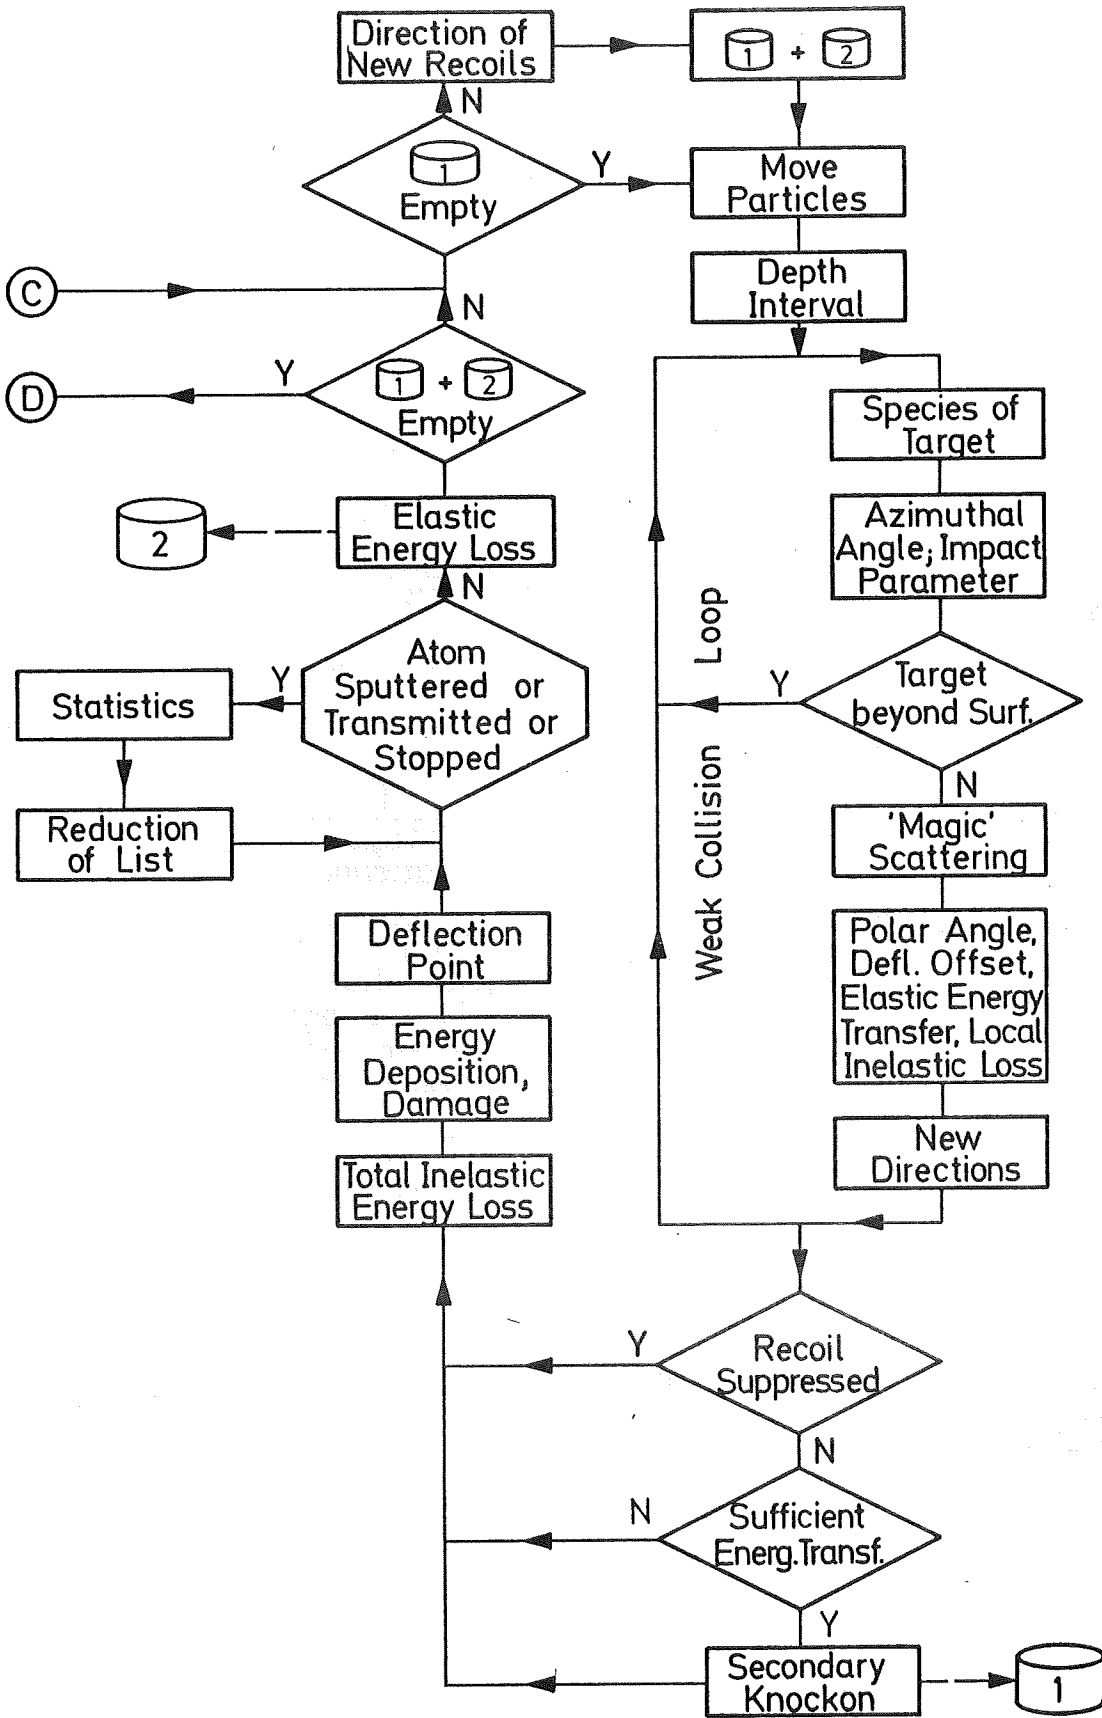 Direction of
New Recoils
1 + 2
N
1
Empty
Y
Move
Particles
Depth
Interval
C
N
D
Y
1 + 2
Empty
Species of
Target
2
Elastic
Energy Loss
Azimuthal
Angle; Impact
Parameter
N
Atom
Sputtered or
Transmitted or
Stopped
Y
Statistics
Reduction
of List
Weak Collision Loop
Y
Target
beyond Surf.
N
'Magic'
Scattering
Polar Angle,
Defl. Offset,
Elastic Energy
Transfer, Local
Inelastic Loss
New
Directions
Deflection
Point
Energy
Deposition,
Damage
Total Inelastic
Energy Loss
Y
Recoil
Suppressed
N
N
Sufficient
Energ.Transf.
Y
Secondary
Knockon
1